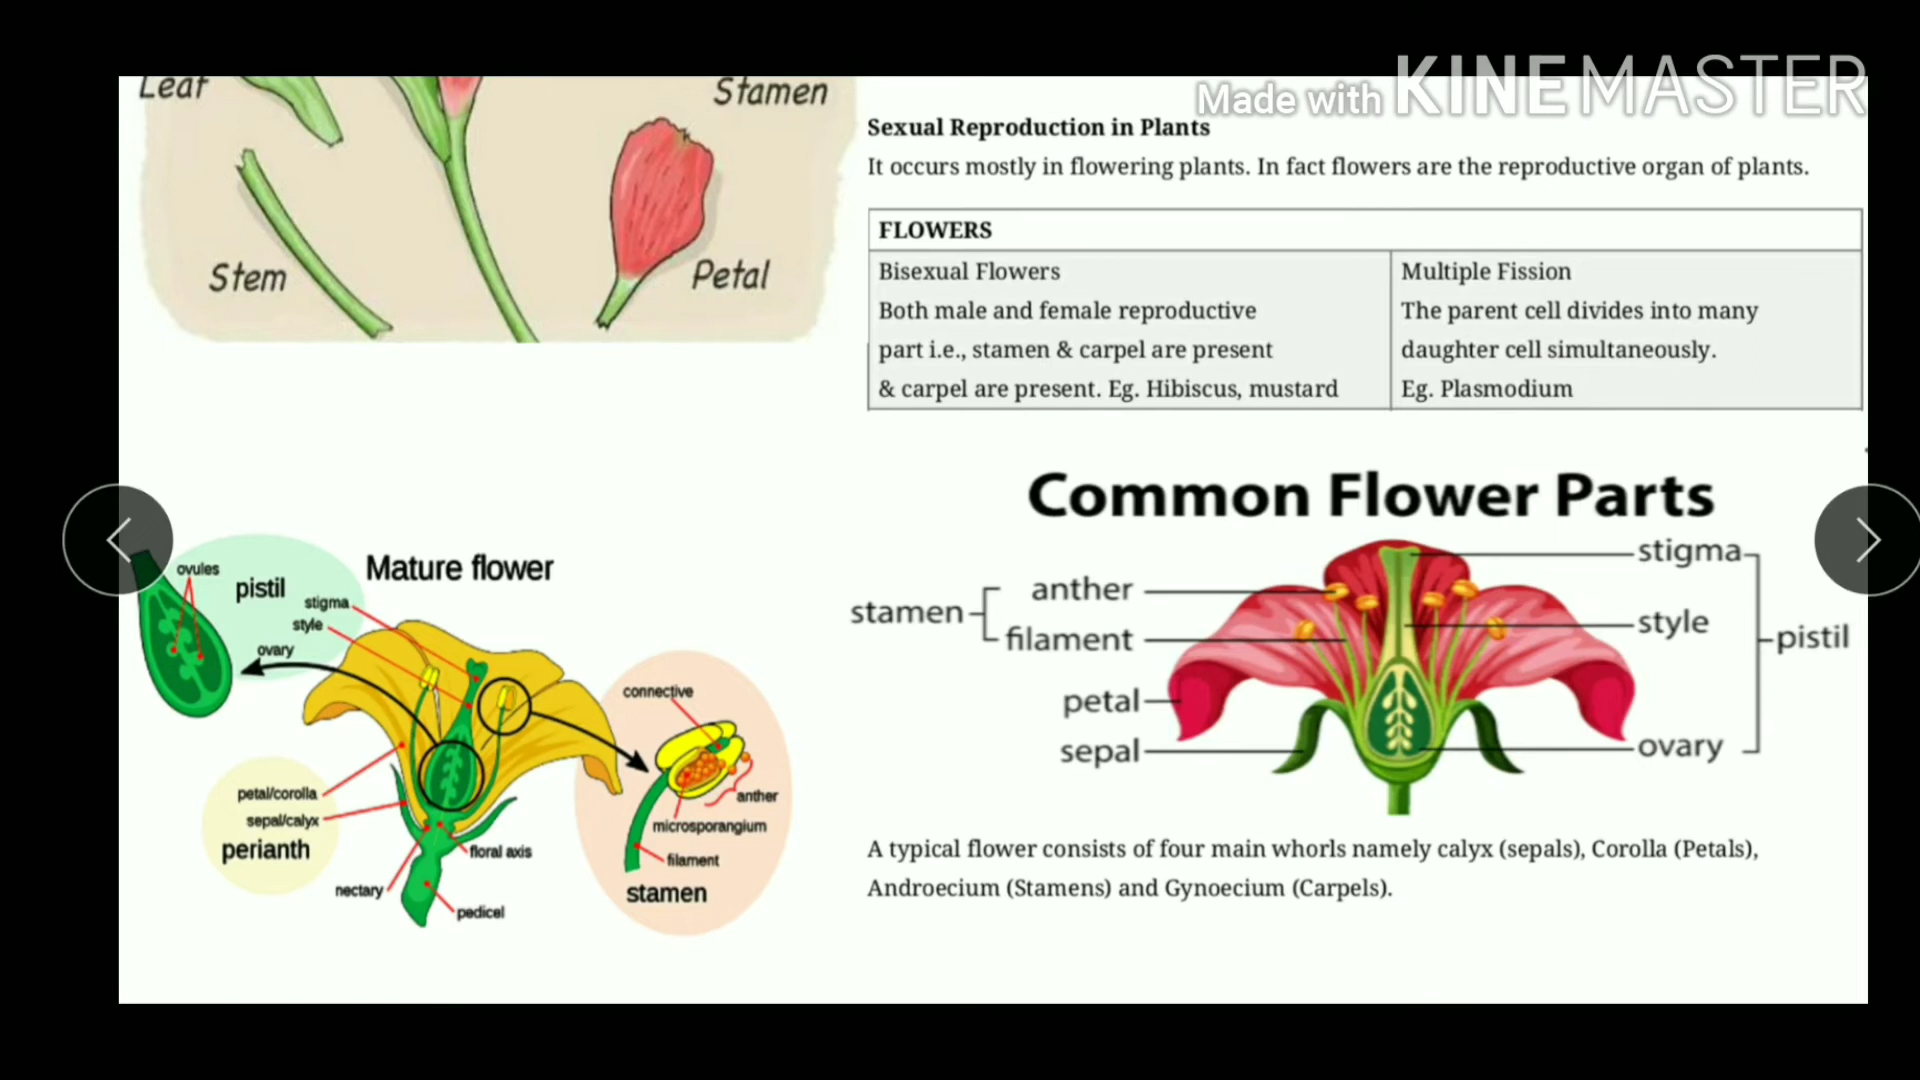 Made with KINEMASTER
Leaf
Stamen
Stem
Petal
Sexual Reproduction in Plants
It occurs mostly in flowering plants. In fact flowers are the reproductive organ of plants.
FLOWERS
Bisexual Flowers
Both male and female reproductive
part i.e., stamen & carpel are present
& carpel are present. Eg. Hibiscus, mustard
Multiple Fission
The parent cell divides into many
daughter cell simultaneously.
Eg. Plasmodium
Mature flower
ovules
pistil
stigma
style
ovary
connective
petal/corolla
sepal/calyx
perianth
anther
microsporangium
filament
stamen
floral axis
nectary
pedicel
Common Flower Parts
stigma
anther
stamen
filament
style
pistil
petal
sepal
ovary
A typical flower consists of four main whorls namely calyx (sepals), Corolla (Petals),
Androecium (Stamens) and Gynoecium (Carpels).